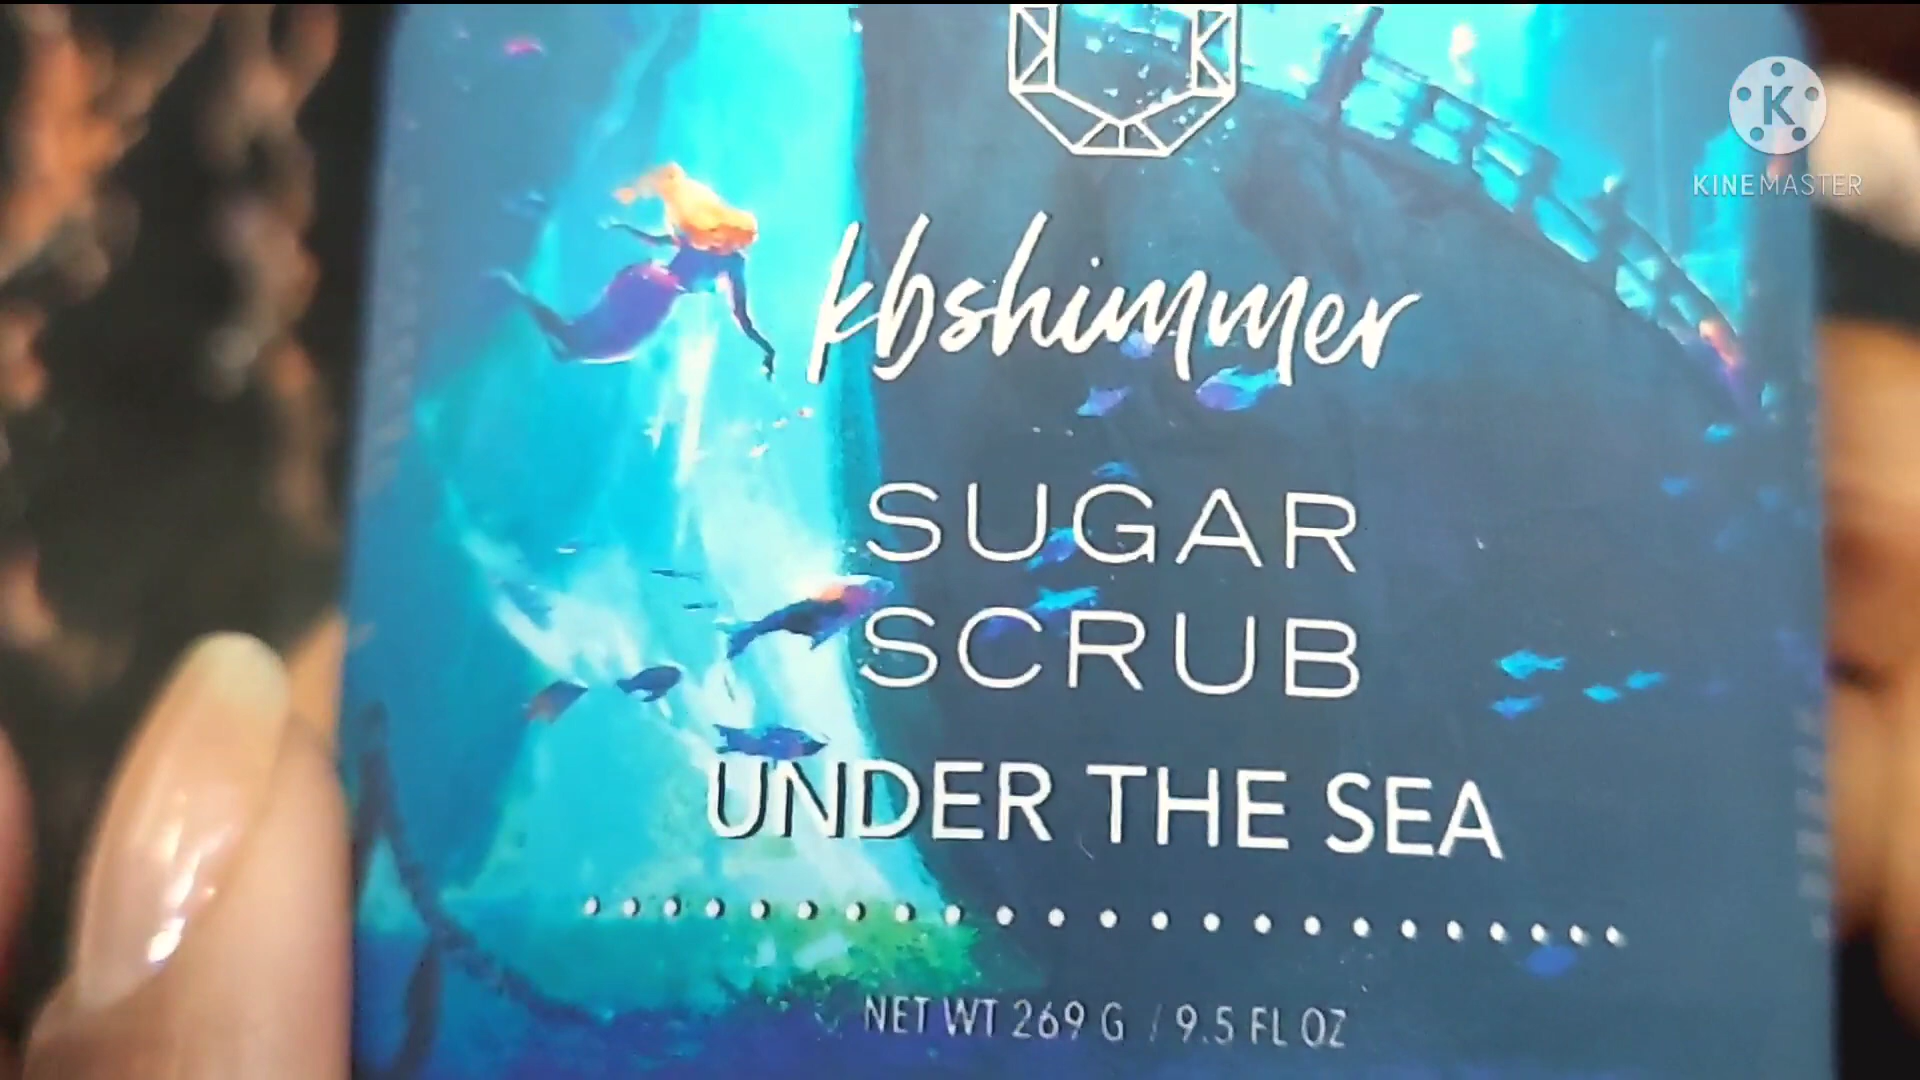 K
KINEMASTER
kbshimmer
SUGAR
SCRUB
UNDER THE SEA
NET WT 269 G / 9.5 FL OZ